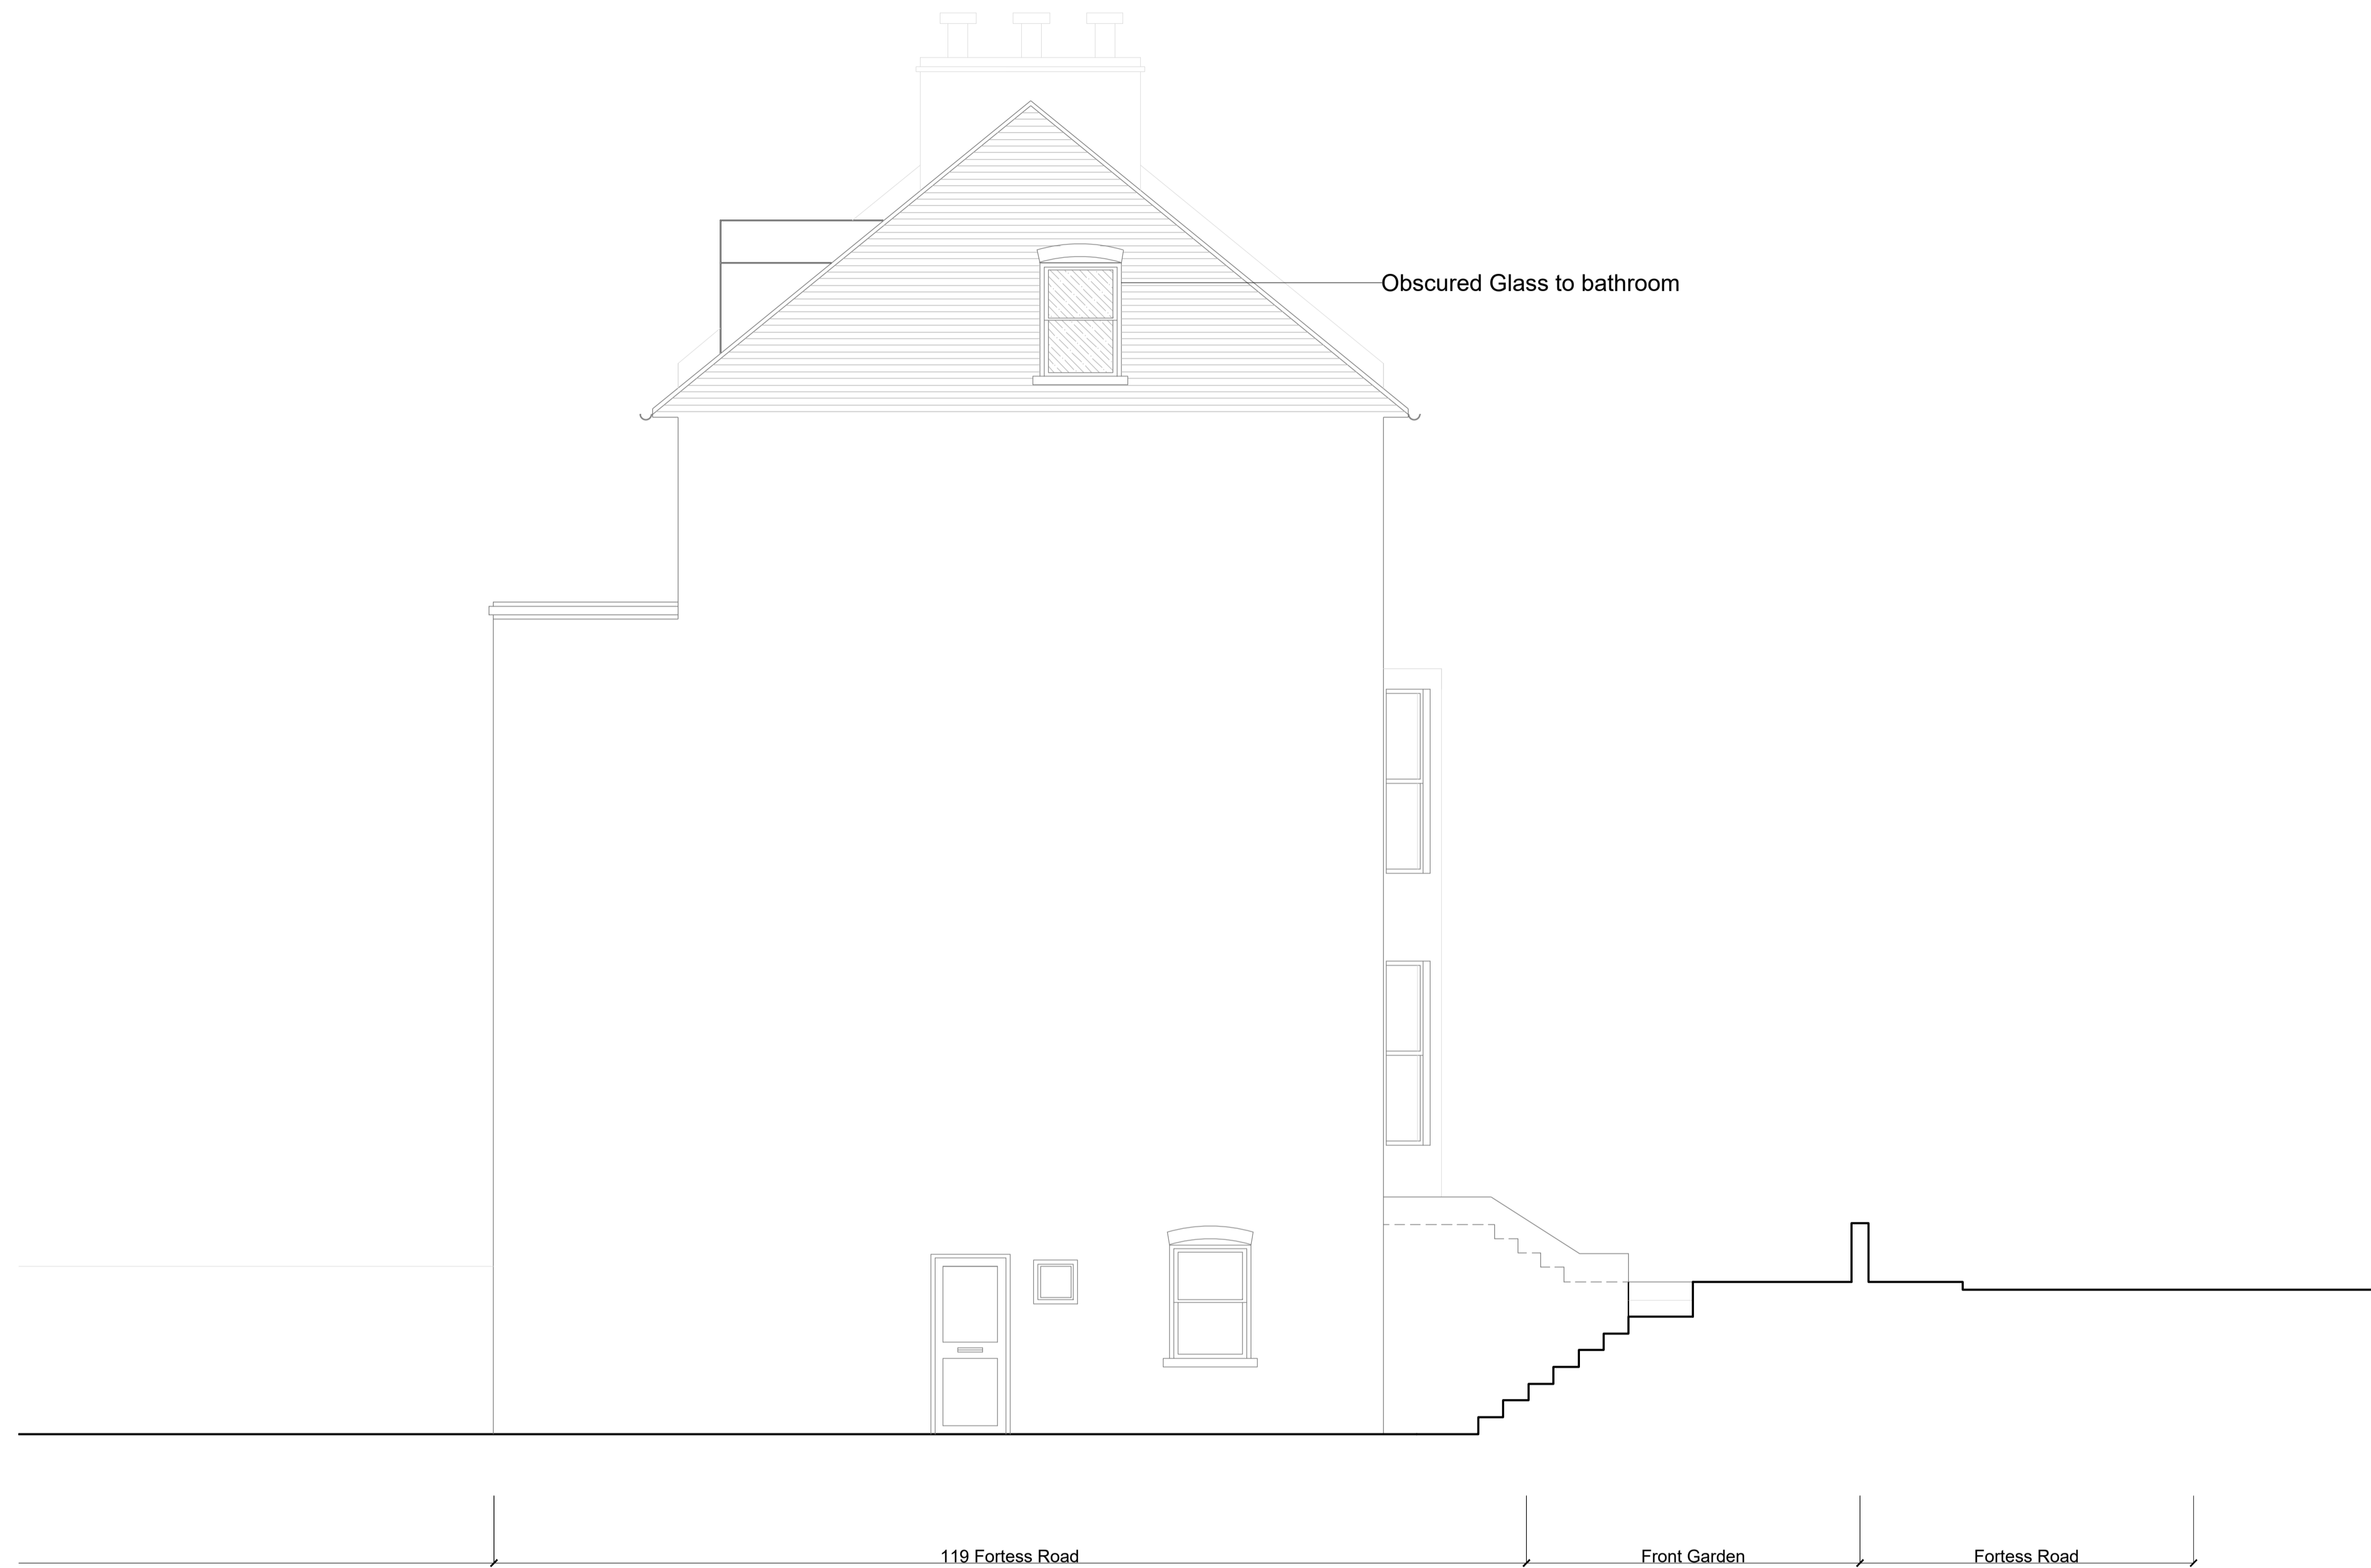 Obscured Glass to bathroom
119 Fortess Road
Front Garden
Fortess Road